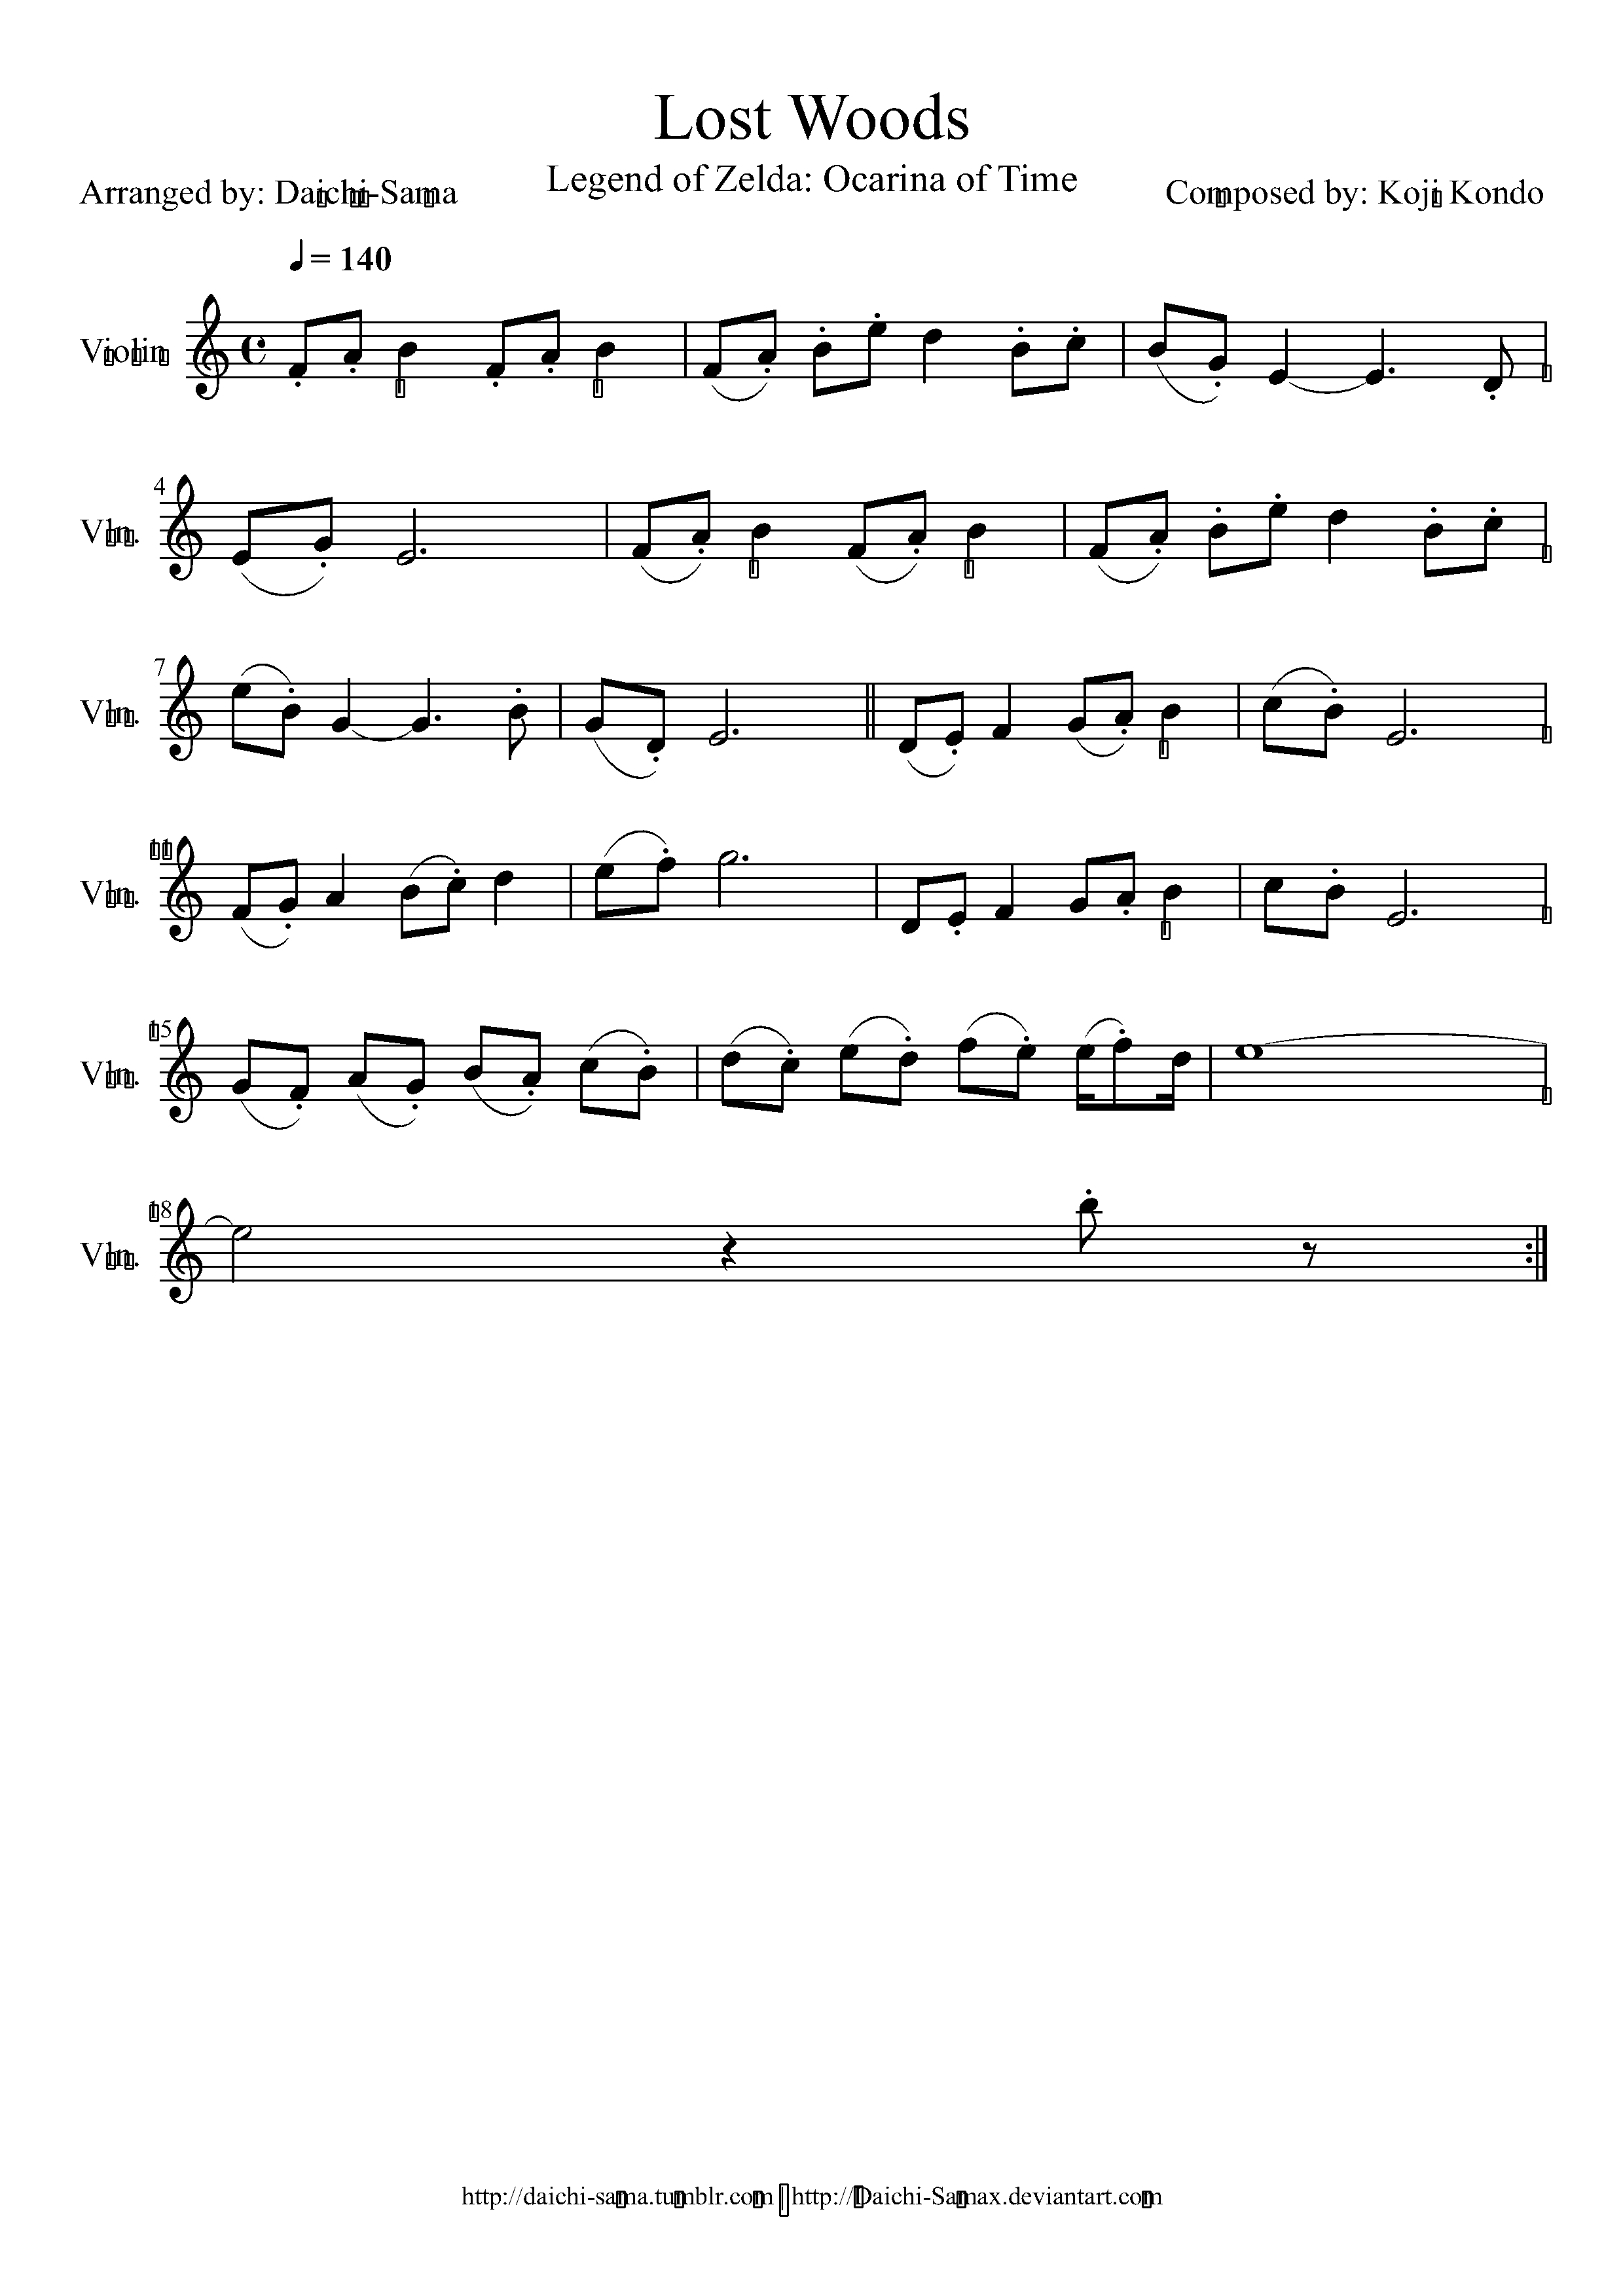 Lost Woods
Legend of Zelda: Ocarina of Time
Arranged by: Daichi-Sama
Composed by: Koji Kondo
= 140
Violin
4
Vln.
7
Vln.
11
Vln.
15
Vln.
18
Vln.
http://daichi-sama.tumblr.com | http://Daichi-Samax.deviantart.com